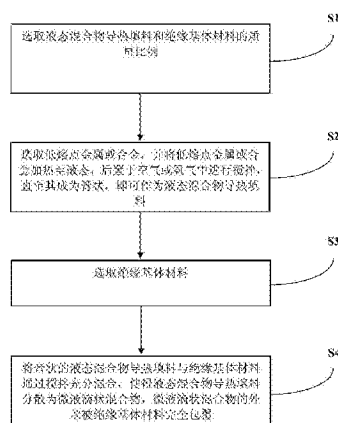 S1
选取液态混合物导热填料和绝缘基体材料的质
量比例
S2
选取低熔点金属或合金，并将低熔点金属或合
金加热至液态，后置于空气或氧气中进行搅拌，
直至其成为膏状，即可作为液态混合物导热填
料
S3
选取绝缘基体材料
S4
将膏状的液态混合物导热填料与绝缘基体材料
通过搅拌充分混合，使得液态混合物导热填料
分散为微液滴状混合物，微液滴状混合物的外
来被绝缘基体材料完全包覆